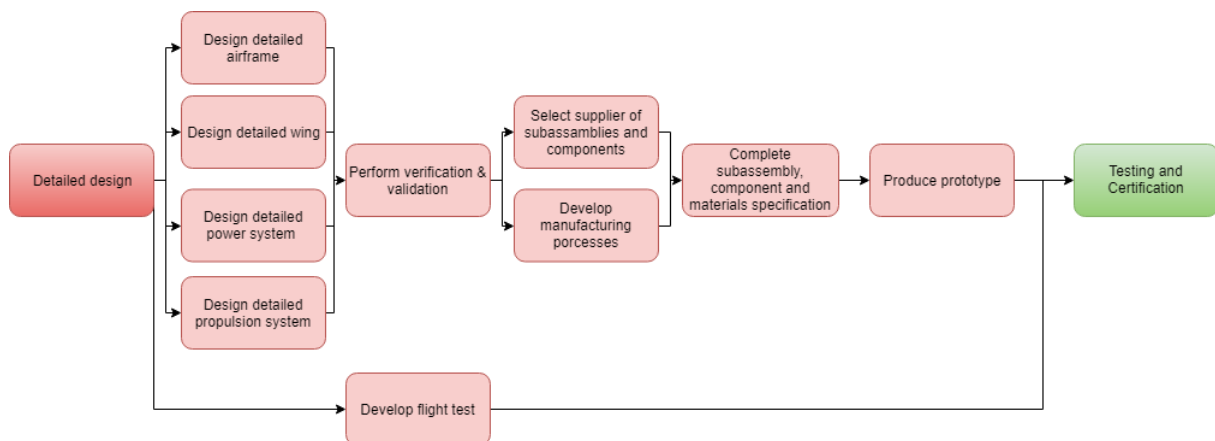 Detailed design
Design detailed
airframe
Design detailed wing
Design detailed
power system
Design detailed
propulsion system
Perform verification &
validation
Select supplier of
subassamblies and
components
Develop
manufacturing
porcesses
Complete
subassembly,
component and
materials specification
Produce prototype
Testing and
Certification
Develop flight test